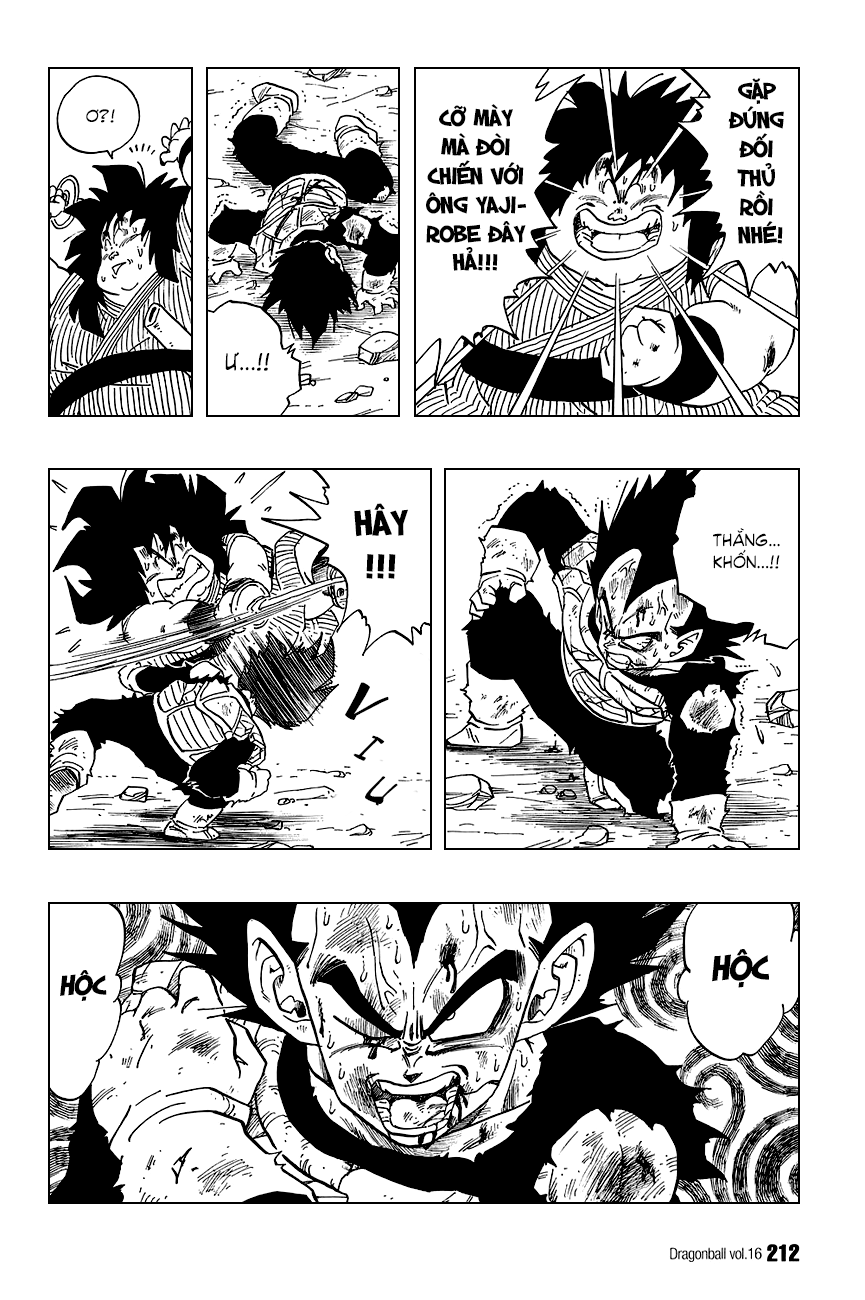 GẶP
ĐÚNG
ĐỐI
THỦ
RỒI
NHÉ!
CỠ MÀY
MÀ ĐÒI
CHIẾN VỚI
ÔNG YAJI-
ROBE ĐÂY
HẢ!!!
Ư...!!
Ơ?!
THẰNG...
KHỐN...!!
HÂY
!!!
VIU
HỘC
HỘC
Dragonball vol.16 212